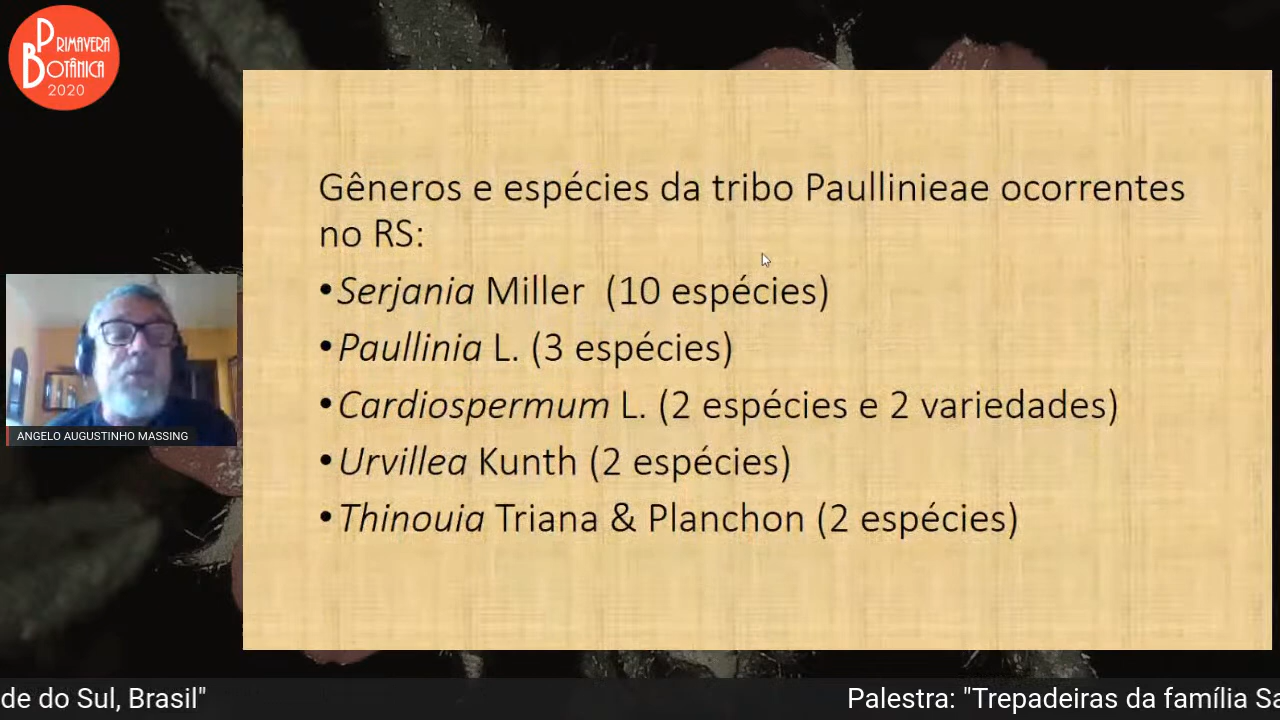 PRIMAVERA
BOTÂNICA
2020
Gêneros e espécies da tribo Paullinieae ocorrentes
no RS:
•Serjania Miller (10 espécies)
•Paullinia L. (3 espécies)
•Cardiospermum L. (2 espécies e 2 variedades)
•Urvillea Kunth (2 espécies)
•Thinouia Triana & Planchon (2 espécies)
ANGELO AUGUSTINHO MASSING
de do Sul, Brasil" Palestra: "Trepadeiras da família Sa